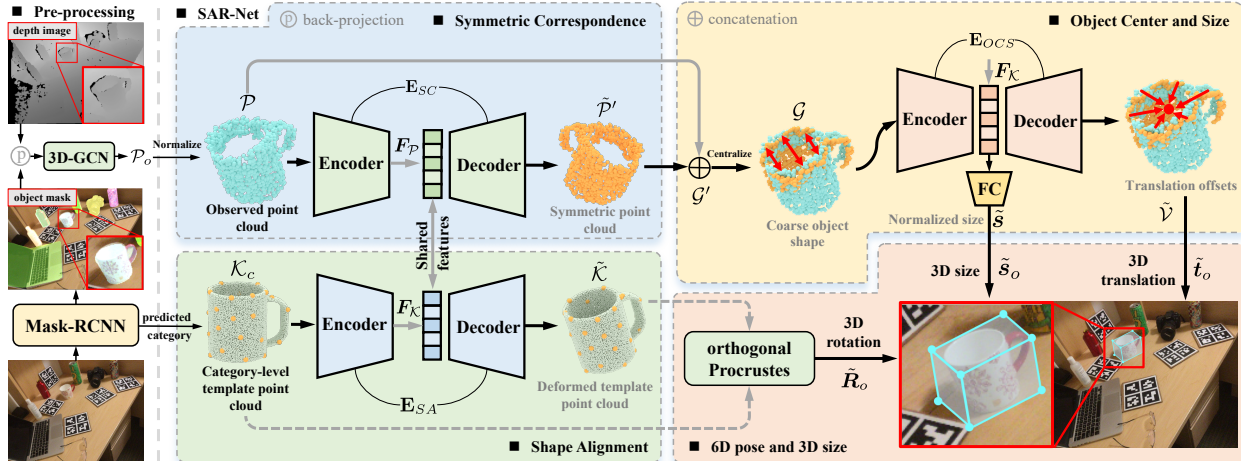 ■ Pre-processing
depth image
p
3D-GCN
𝒫ₒ
object mask
Mask-RCNN
predicted
category
Normalize
■ SAR-Net
p back-projection
■ Symmetric Correspondence
𝒫
Observed point
cloud
Encoder
E_SC
F_𝒫
Decoder
𝒫̃′
Symmetric point
cloud
Shared
features
𝒦_c
Category-level
template point
cloud
Encoder
F_𝒦
Decoder
E_SA
𝒦̃
Deformed template
point cloud
■ Shape Alignment
⊕ concatenation
■ Object Center and Size
𝒢′
Centralize
𝒢
Coarse object
shape
Encoder
E_OCS
F_𝒦
Decoder
FC
Normalized size
s̃
Translation offsets
𝒱̃
3D size
s̃ₒ
3D
translation
t̃ₒ
orthogonal
Procrustes
3D
rotation
R̃ₒ
■ 6D pose and 3D size